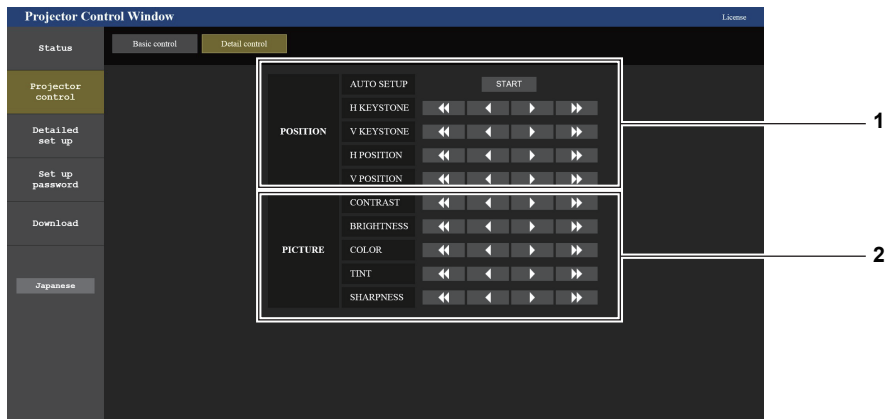 Projector Control Window
License
Status
Basic control
Detail control
Projector
control
Detailed
set up
Set up
password
Download
Japanese
POSITION
AUTO SETUP
START
H KEYSTONE
V KEYSTONE
H POSITION
V POSITION
PICTURE
CONTRAST
BRIGHTNESS
COLOR
TINT
SHARPNESS
1
2